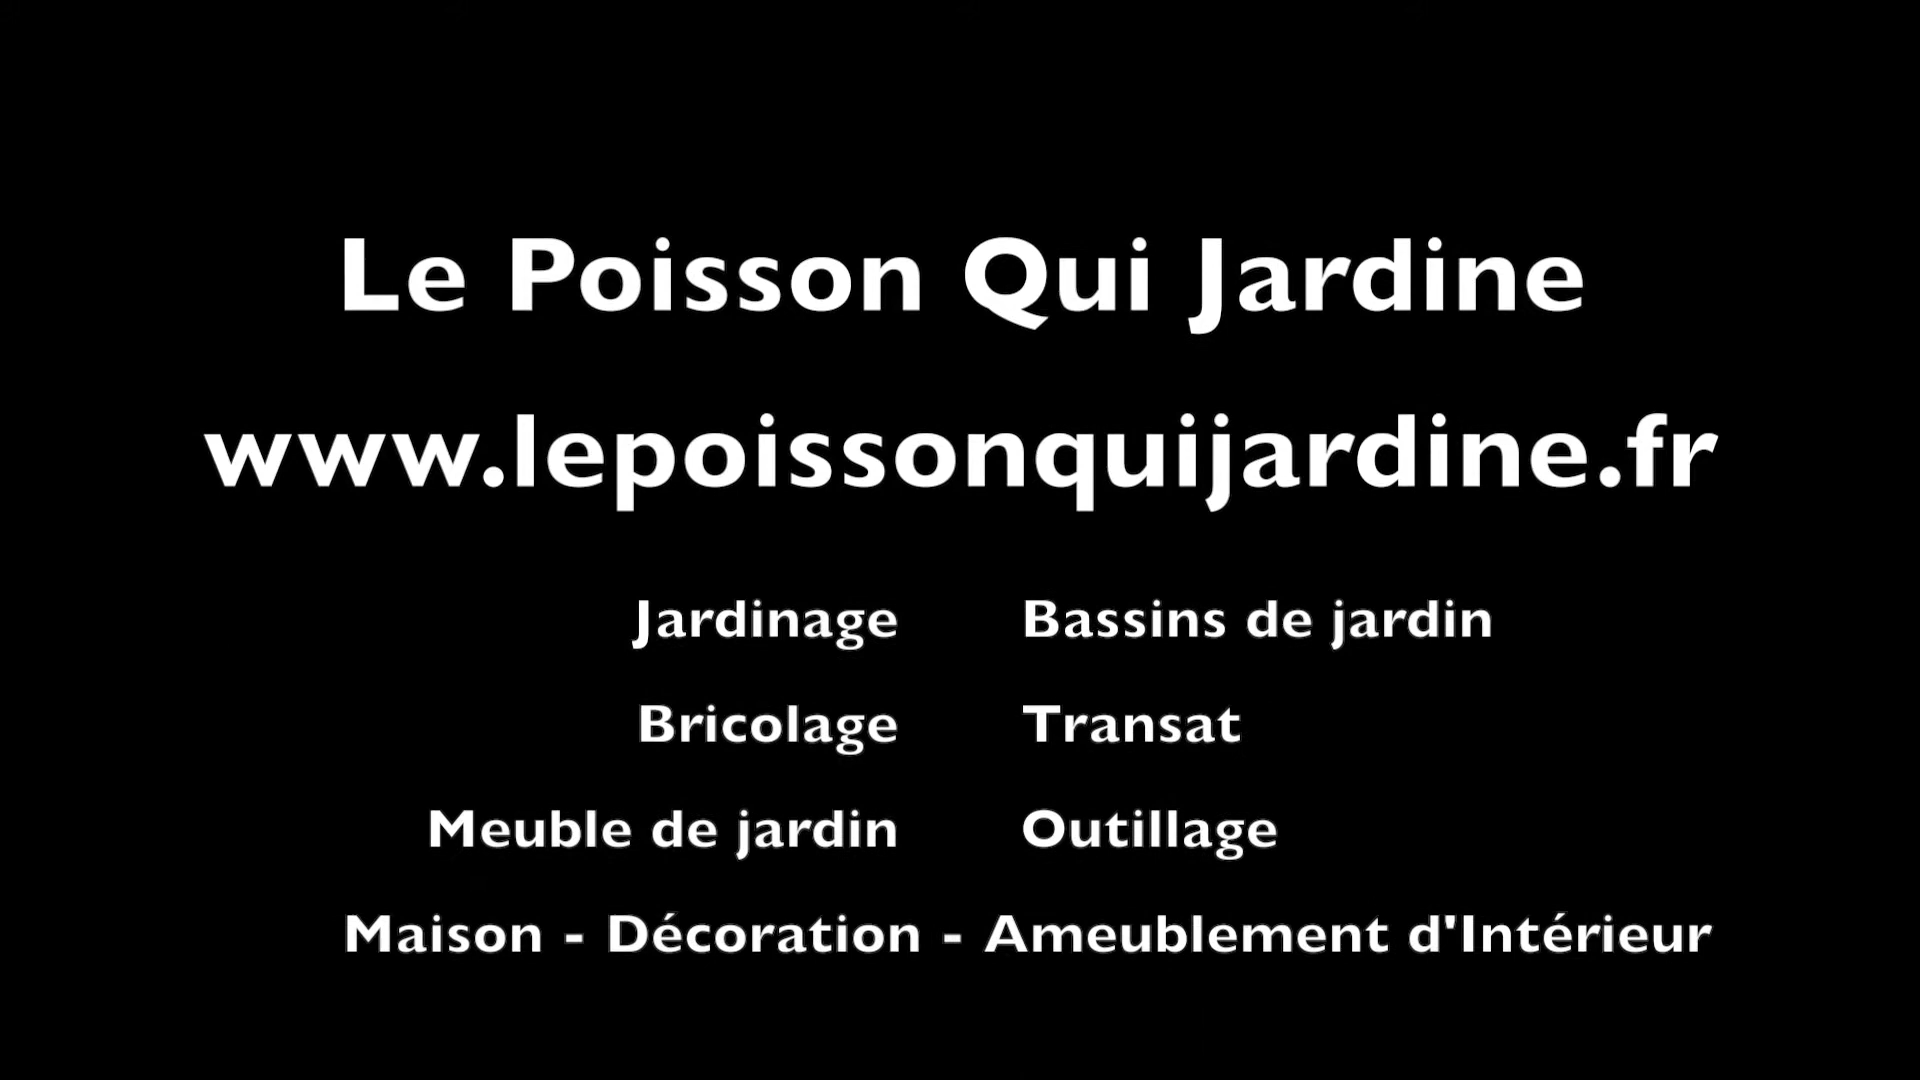 Le Poisson Qui Jardine
www.lepoissonquijardine.fr
Jardinage Bassins de jardin
Bricolage Transat
Meuble de jardin Outillage
Maison - Décoration - Ameublement d'Intérieur